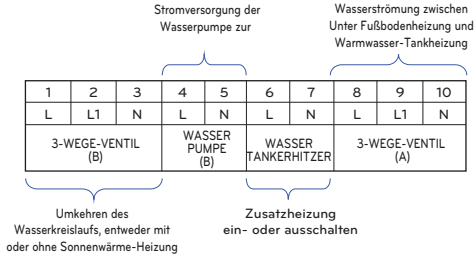 Stromversorgung der
Wasserpumpe zur
Wasserströmung zwischen
Unter Fußbodenheizung und
Warmwasser-Tankheizung
1 2 3 4 5 6 7 8 9 10
L L1 N L N L N L L1 N
3-WEGE-VENTIL
(B)
WASSER
PUMPE
(B)
WASSER
TANKERHITZER
3-WEGE-VENTIL
(A)
Umkehren des
Wasserkreislaufs, entweder mit
oder ohne Sonnenwärme-Heizung
Zusatzheizung
ein- oder ausschalten